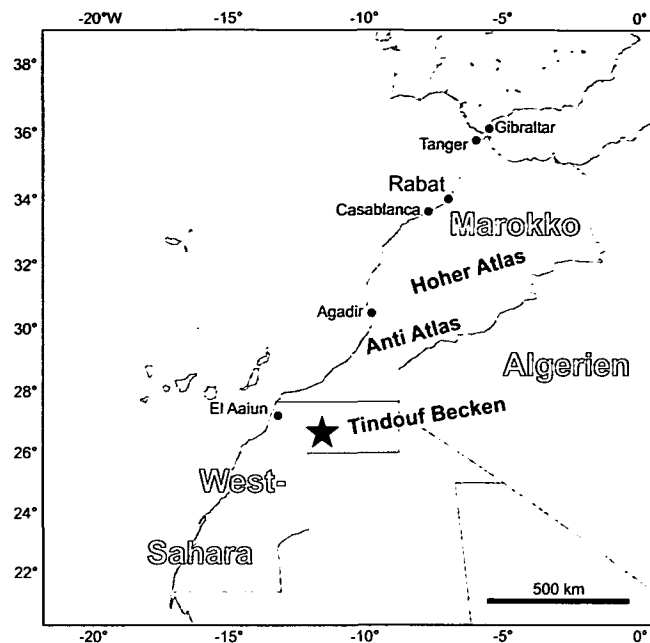 -20°W -15° -10° -5° 0°
38°
36°
34°
32°
30°
28°
26°
24°
22°
Gibraltar
Tanger
Rabat
Casablanca
Marokko
Hoher Atlas
Agadir
Anti Atlas
Algerien
El Aaiun
Tindouf Becken
West-
Sahara
500 km
-20° -15° -10° -5° 0°